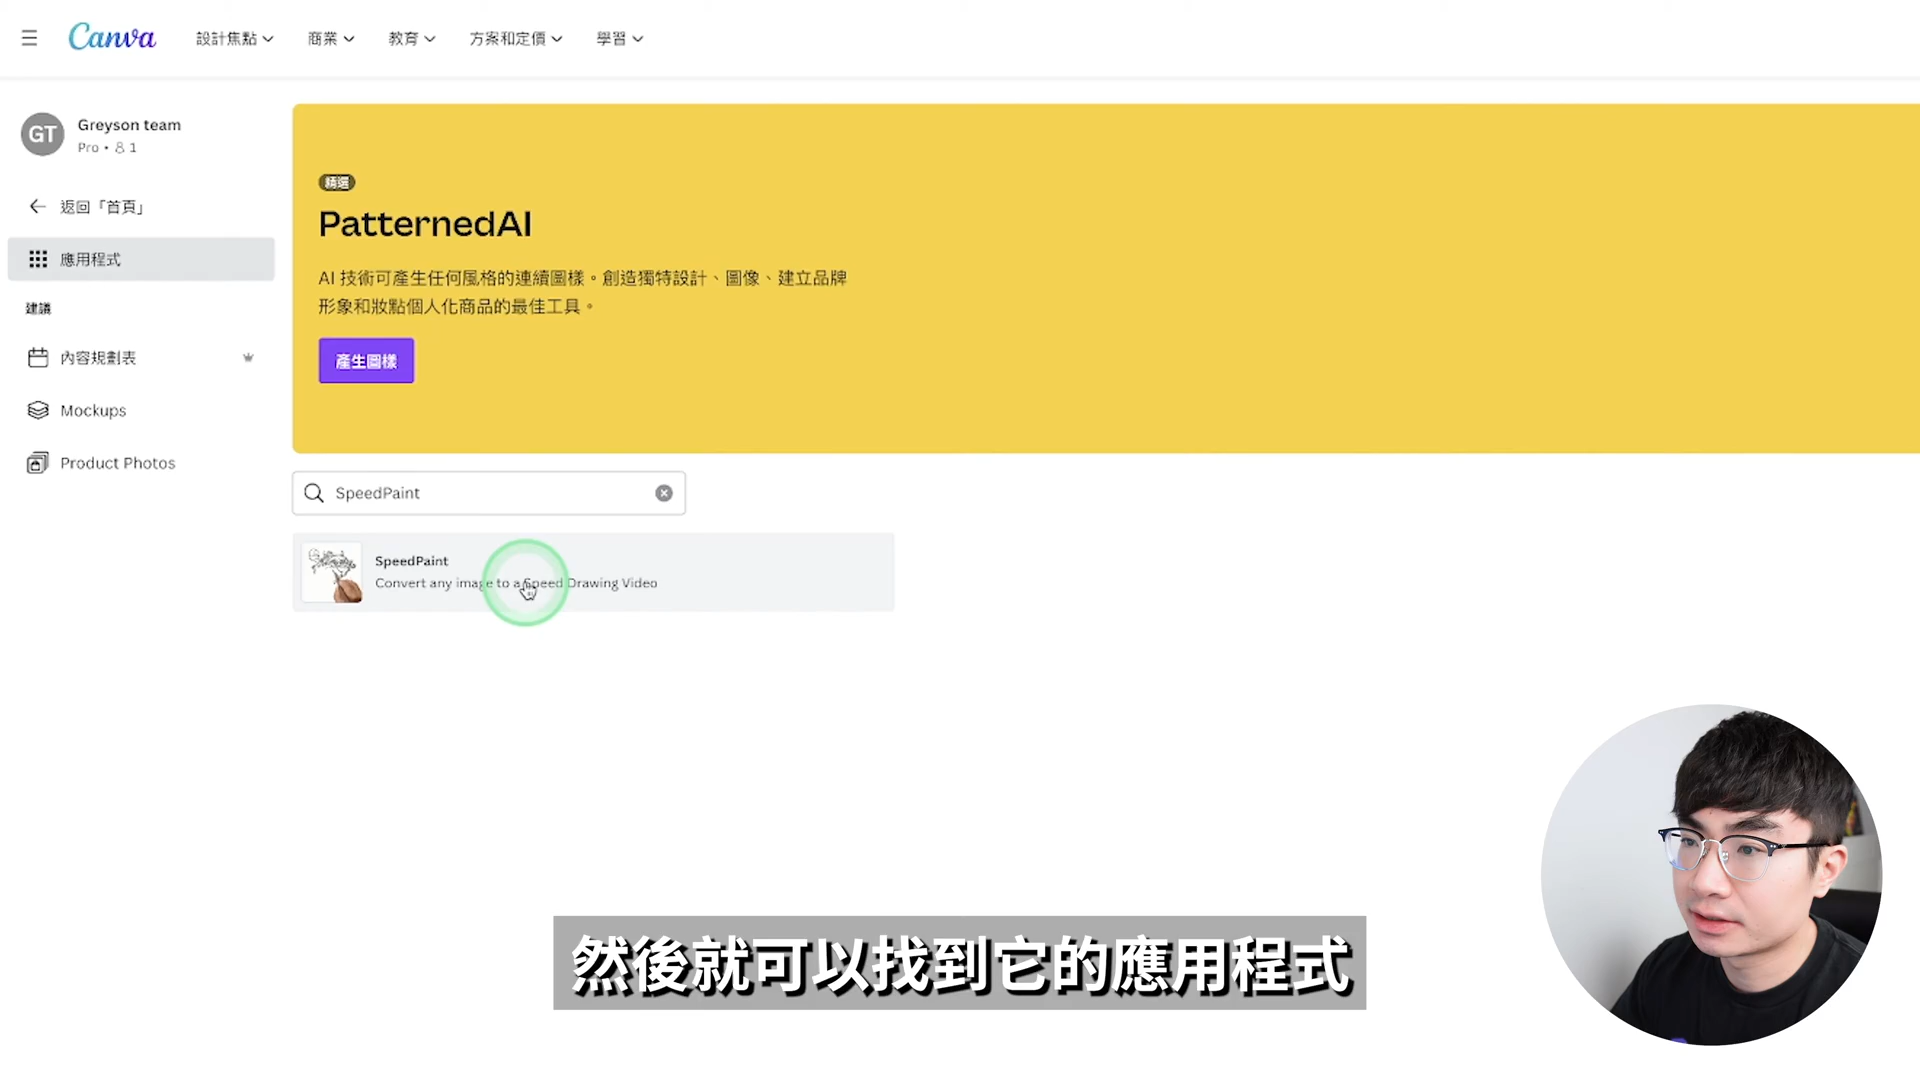 Canva
設計焦點
商業
教育
方案和定價
學習
GT
Greyson team
Pro • 1
返回「首頁」
應用程式
建議
內容規劃表
Mockups
Product Photos
精選
PatternedAI
AI 技術可產生任何風格的連續圖樣。創造獨特設計、圖像、建立品牌
形象和妝點個人化商品的最佳工具。
產生圖樣
SpeedPaint
SpeedPaint
Convert any image to a Speed Drawing Video
然後就可以找到它的應用程式